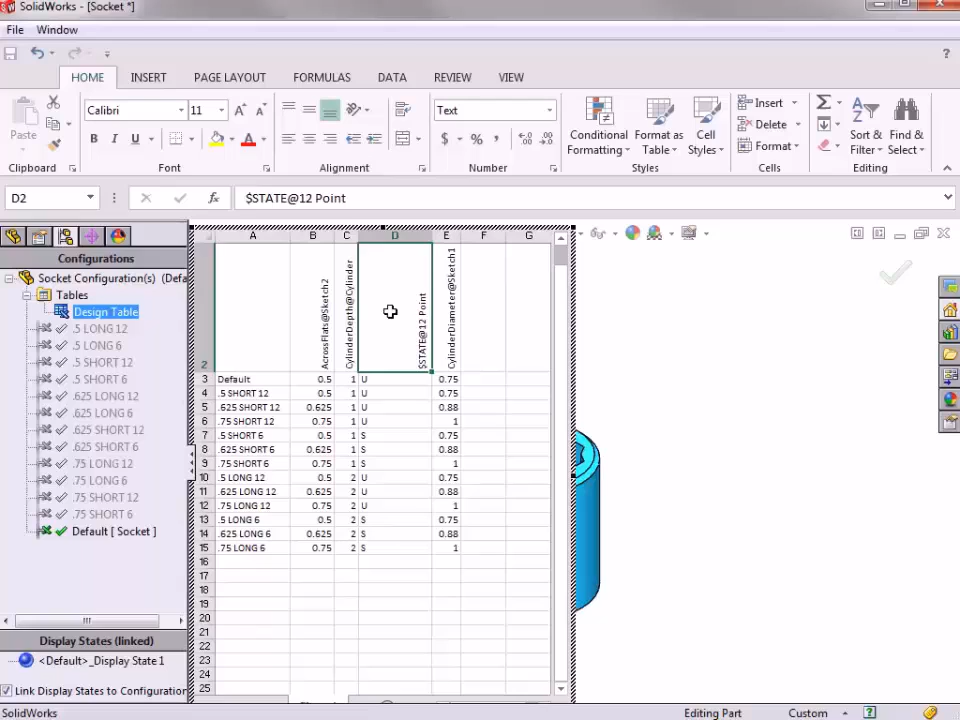 SolidWorks - [Socket *]
File Window
HOME INSERT PAGE LAYOUT FORMULAS DATA REVIEW VIEW
Paste
Calibri 11
B I U
Text
$ % ,
Conditional Formatting
Format as Table
Cell Styles
Insert
Delete
Format
Sort & Filter
Find & Select
Clipboard Font Alignment Number Styles Cells Editing
D2 fx $STATE@12 Point
Configurations
Socket Configuration(s) (Defa
Tables
Design Table
.5 LONG 12
.5 LONG 6
.5 SHORT 12
.5 SHORT 6
.625 LONG 12
.625 LONG 6
.625 SHORT 12
.625 SHORT 6
.75 LONG 12
.75 LONG 6
.75 SHORT 12
.75 SHORT 6
Default [ Socket ]
Display States (linked)
<Default>_Display State 1
Link Display States to Configuration
A B C D E F G
2 AcrossFlats@Sketch2 CylinderDepth@Cylinder $STATE@12 Point CylinderDiameter@Sketch1
3 Default 0.5 1 U 0.75
4 .5 SHORT 12 0.5 1 U 0.75
5 .625 SHORT 12 0.625 1 U 0.88
6 .75 SHORT 12 0.75 1 U 1
7 .5 SHORT 6 0.5 1 S 0.75
8 .625 SHORT 6 0.625 1 S 0.88
9 .75 SHORT 6 0.75 1 S 1
10 .5 LONG 12 0.5 2 U 0.75
11 .625 LONG 12 0.625 2 U 0.88
12 .75 LONG 12 0.75 2 U 1
13 .5 LONG 6 0.5 2 S 0.75
14 .625 LONG 6 0.625 2 S 0.88
15 .75 LONG 6 0.75 2 S 1
16
17
18
19
20
21
22
23
24
25
SolidWorks Editing Part Custom